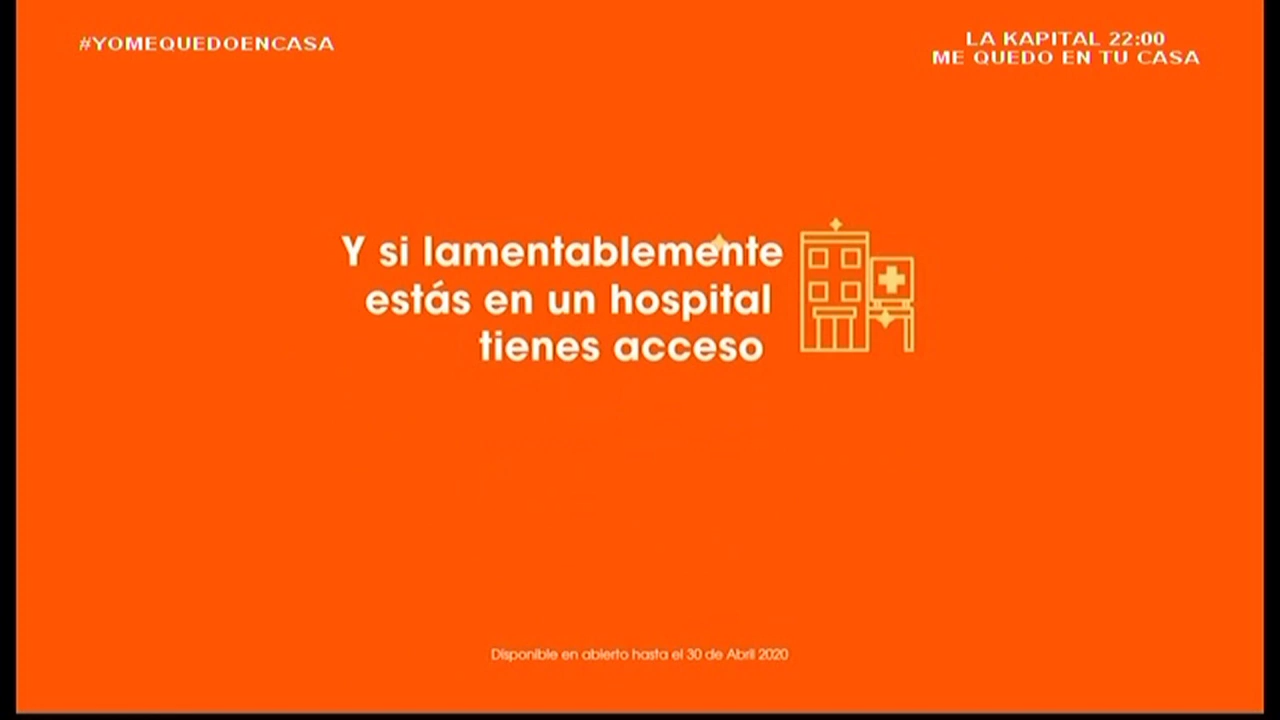 #YOMEQUEDOENCASA
LA KAPITAL 22:00
ME QUEDO EN TU CASA
Y si lamentablemente
estás en un hospital
tienes acceso
Disponible en abierto hasta el 30 de Abril 2020